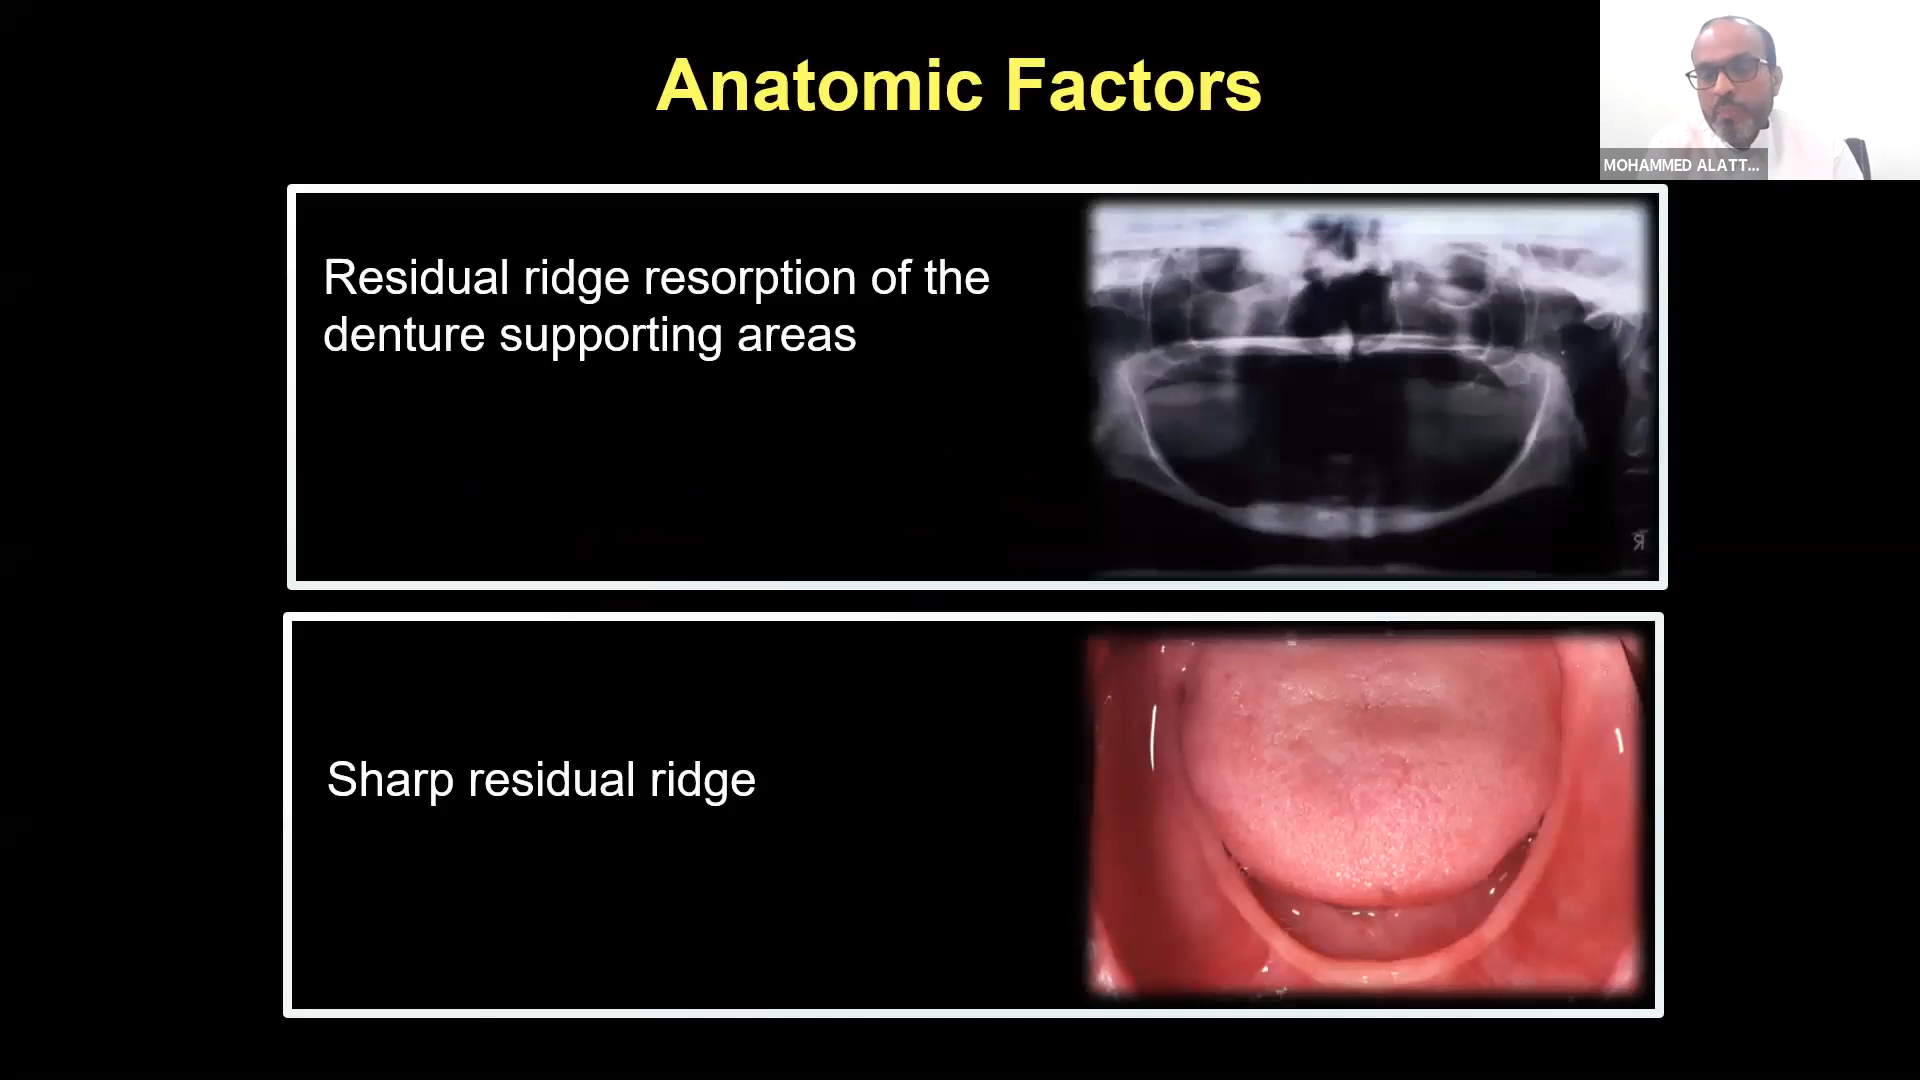 Anatomic Factors
MOHAMMED ALATT...
Residual ridge resorption of the
denture supporting areas
R
Sharp residual ridge